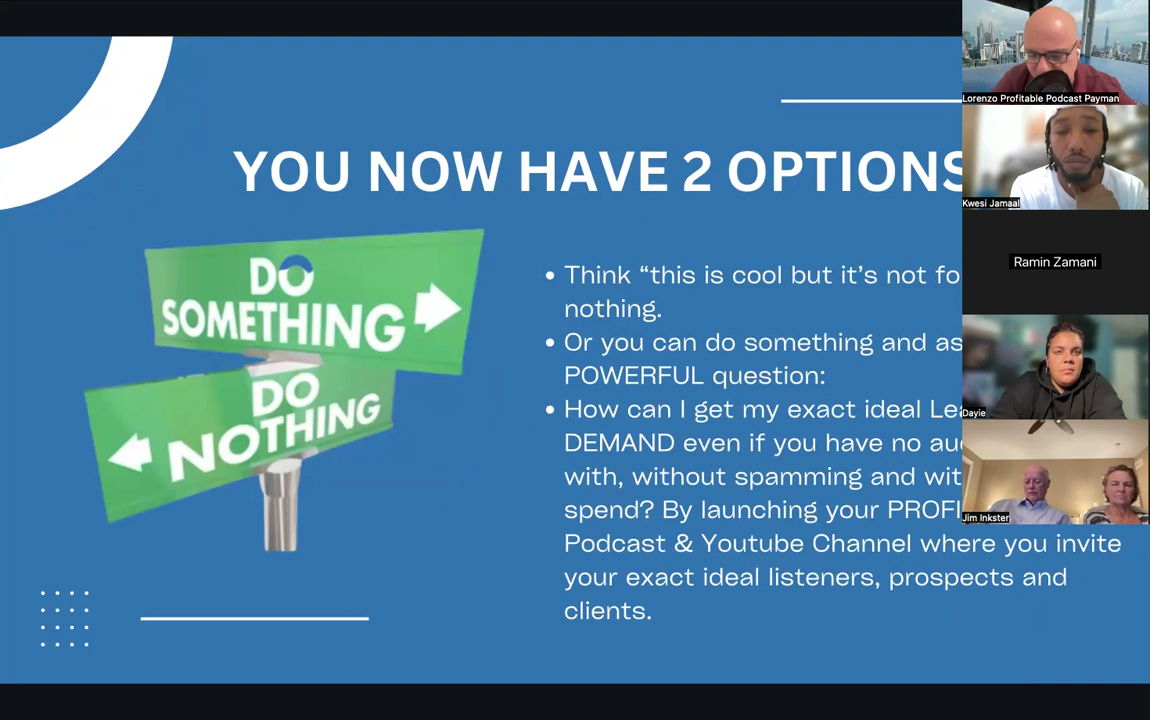 YOU NOW HAVE 2 OPTIONS
DO
SOMETHING
DO
NOTHING
• Think “this is cool but it’s not fo
nothing.
• Or you can do something and as
POWERFUL question:
• How can I get my exact ideal Le
DEMAND even if you have no au
with, without spamming and wit
spend? By launching your PROFI
Podcast & Youtube Channel where you invite
your exact ideal listeners, prospects and
clients.
Lorenzo Profitable Podcast Payman
Kwesi Jamaal
Ramin Zamani
Dayie
Jim Inkster